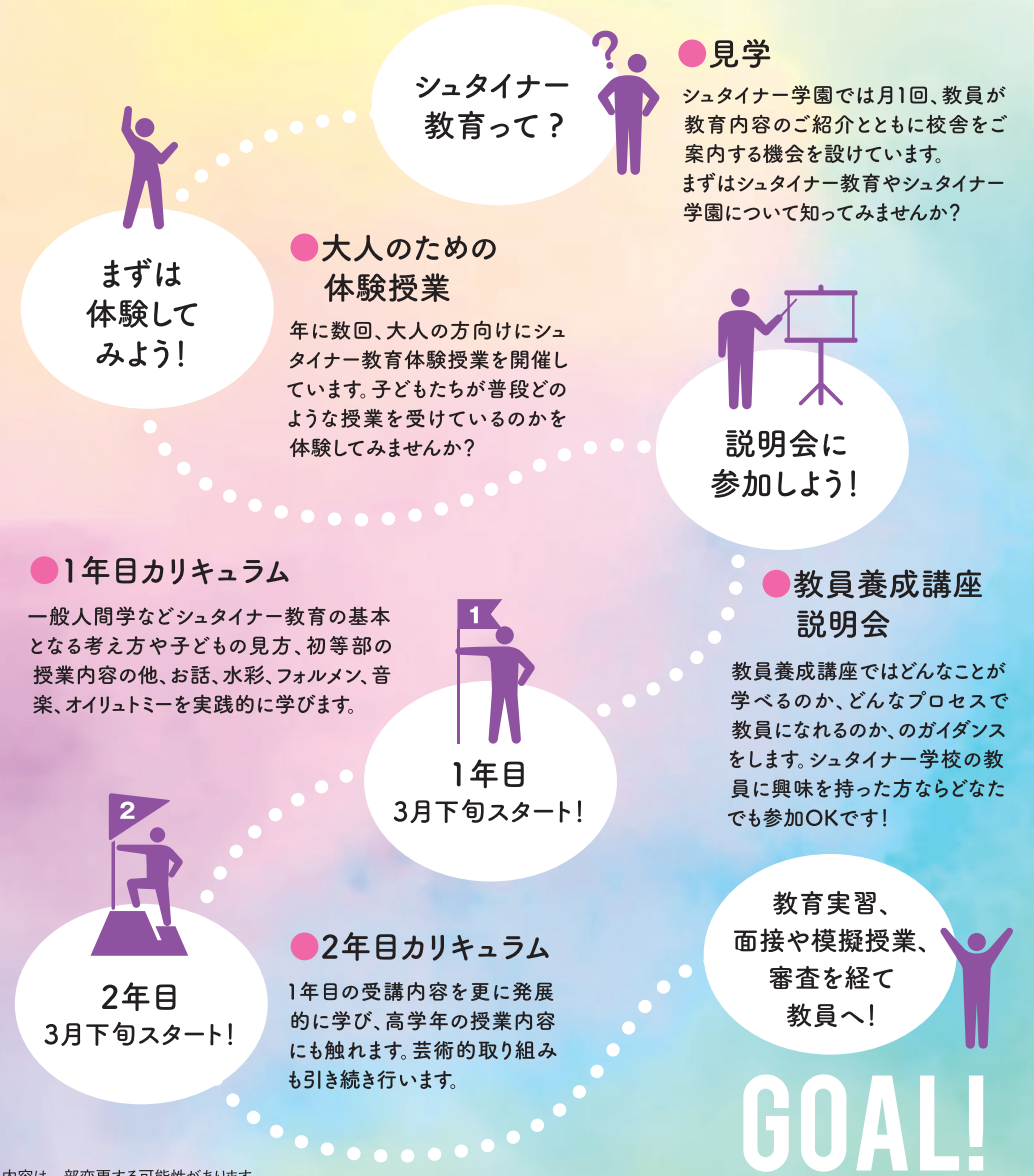 シュタイナー
教育って？
?
●見学
シュタイナー学園では月1回、教員が
教育内容のご紹介とともに校舎をご
案内する機会を設けています。
まずはシュタイナー教育やシュタイナー
学園について知ってみませんか？
まずは
体験して
みよう！
●大人のための
体験授業
年に数回、大人の方向けにシュ
タイナー教育体験授業を開催し
ています。子どもたちが普段どの
ような授業を受けているのかを
体験してみませんか？
説明会に
参加しよう！
●教員養成講座
説明会
教員養成講座ではどんなことが
学べるのか、どんなプロセスで
教員になれるのか、のガイダンス
をします。シュタイナー学校の教
員に興味を持った方ならどなた
でも参加OKです！
●1年目カリキュラム
一般人間学などシュタイナー教育の基本
となる考え方や子どもの見方、初等部の
授業内容の他、お話、水彩、フォルメン、音
楽、オイリュトミーを実践的に学びます。
1
1年目
3月下旬スタート！
2
2年目
3月下旬スタート！
●2年目カリキュラム
1年目の受講内容を更に発展
的に学び、高学年の授業内容
にも触れます。芸術的取り組み
も引き続き行います。
教育実習、
面接や模擬授業、
審査を経て
教員へ！
GOAL!
内容は一部変更する可能性があります